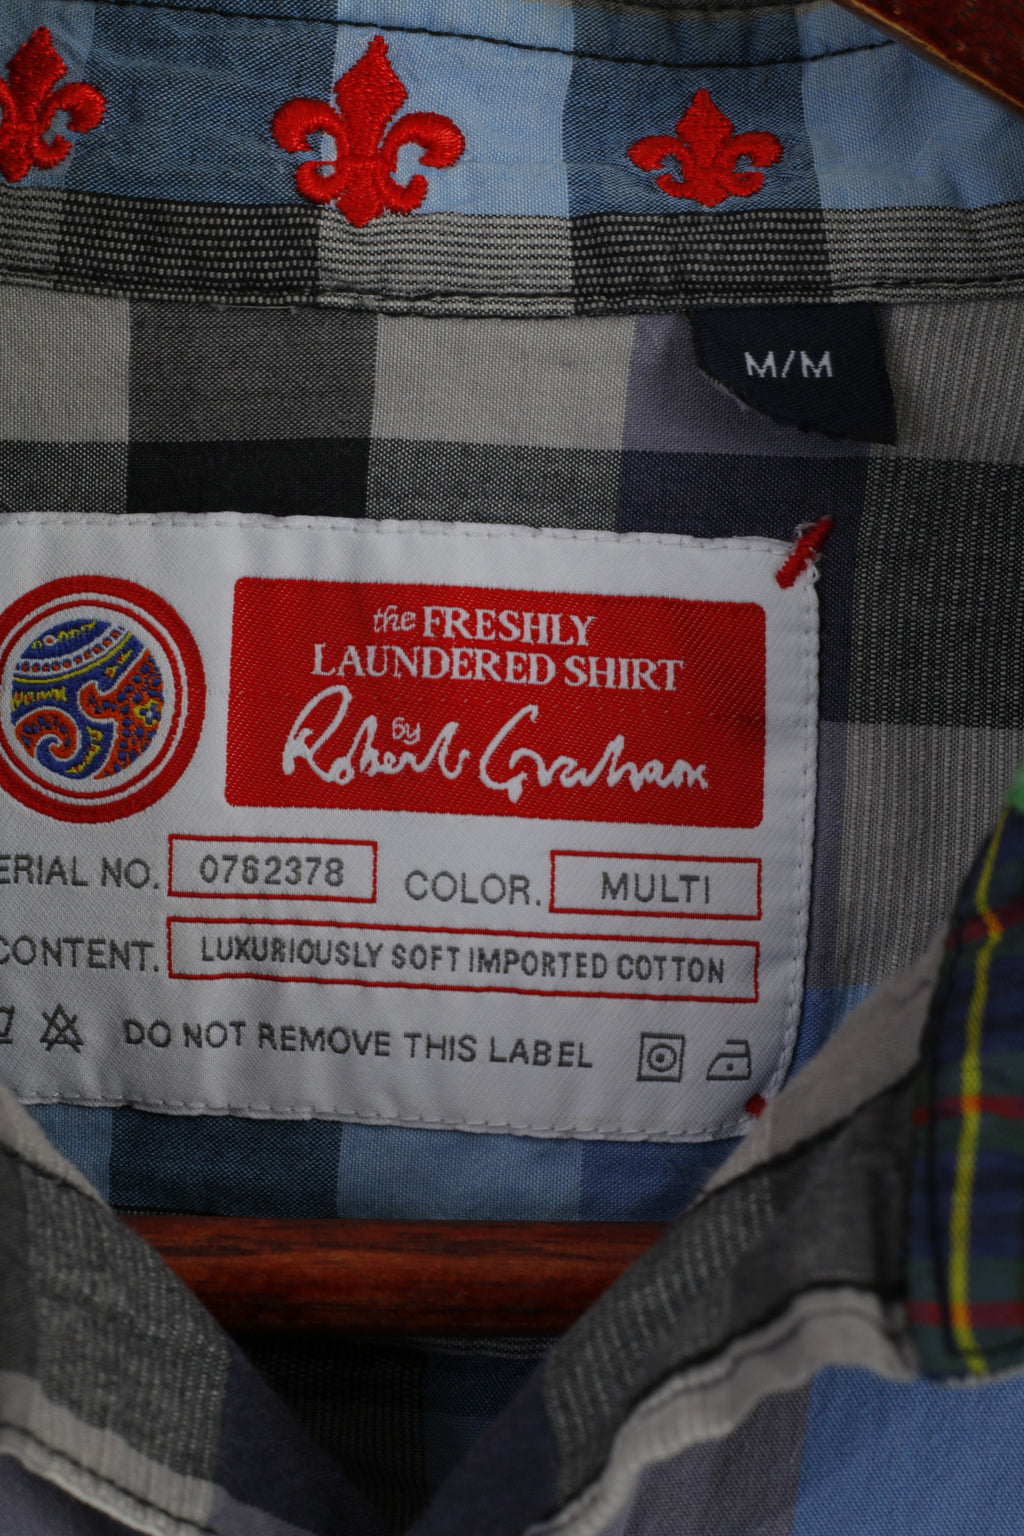 M/M
the FRESHLY
LAUNDERED SHIRT
by
Robert Graham
ERIAL NO. 0762378 COLOR. MULTI
CONTENT. LUXURIOUSLY SOFT IMPORTED COTTON
DO NOT REMOVE THIS LABEL